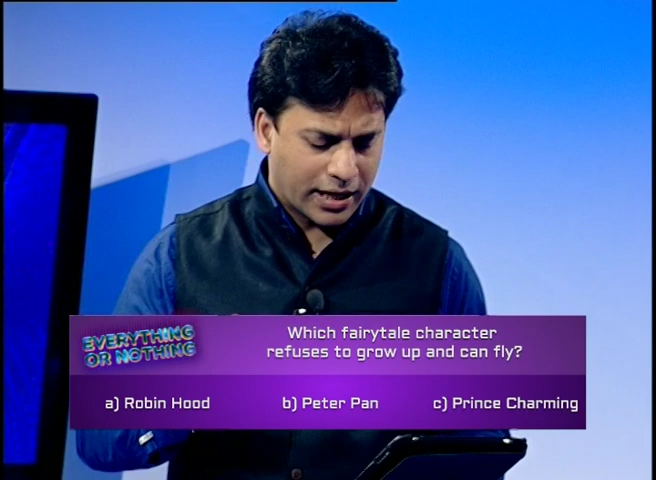 EVERYTHING
OR NOTHING
Which fairytale character
refuses to grow up and can fly?
a) Robin Hood b) Peter Pan c) Prince Charming